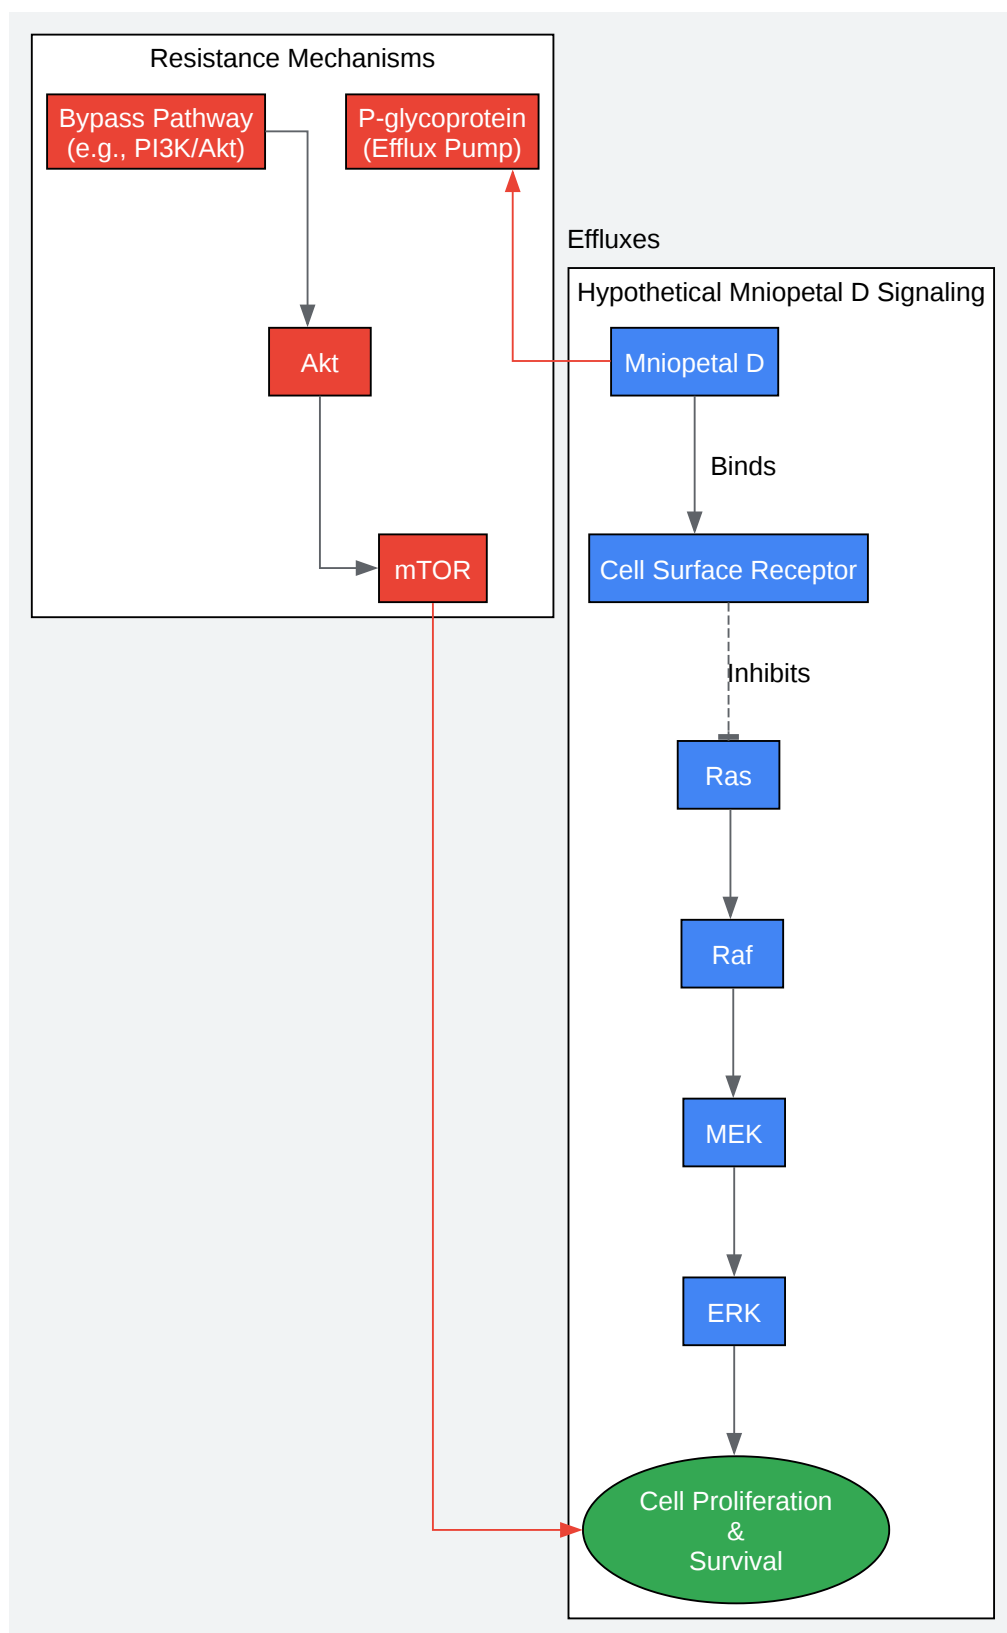 Resistance Mechanisms
Bypass Pathway
(e.g., PI3K/Akt)
P-glycoprotein
(Efflux Pump)
Akt
mTOR
Effluxes
Hypothetical Mniopetal D Signaling
Mniopetal D
Binds
Cell Surface Receptor
Inhibits
Ras
Raf
MEK
ERK
Cell Proliferation
&
Survival